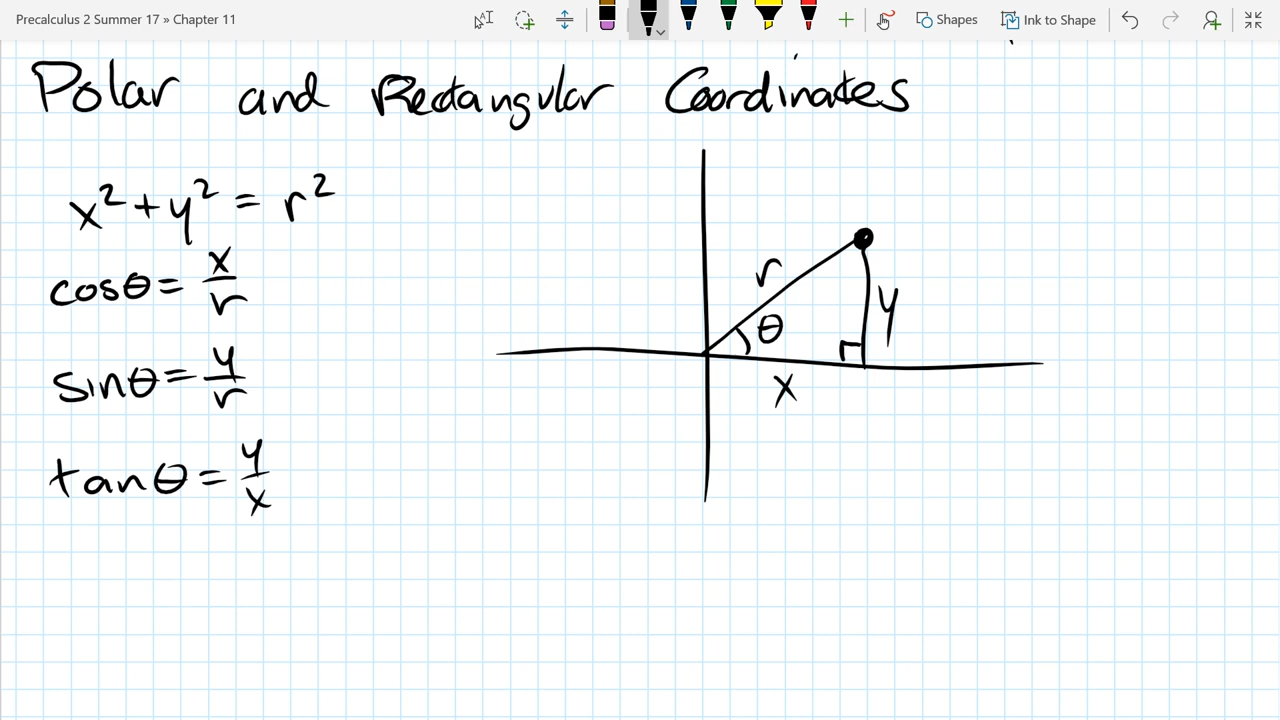 Precalculus 2 Summer 17 » Chapter 11
Shapes
Ink to Shape
Polar and Rectangular Coordinates
x² + y² = r²
cosθ = x/r
sinθ = y/r
tanθ = y/x
r
θ
y
x